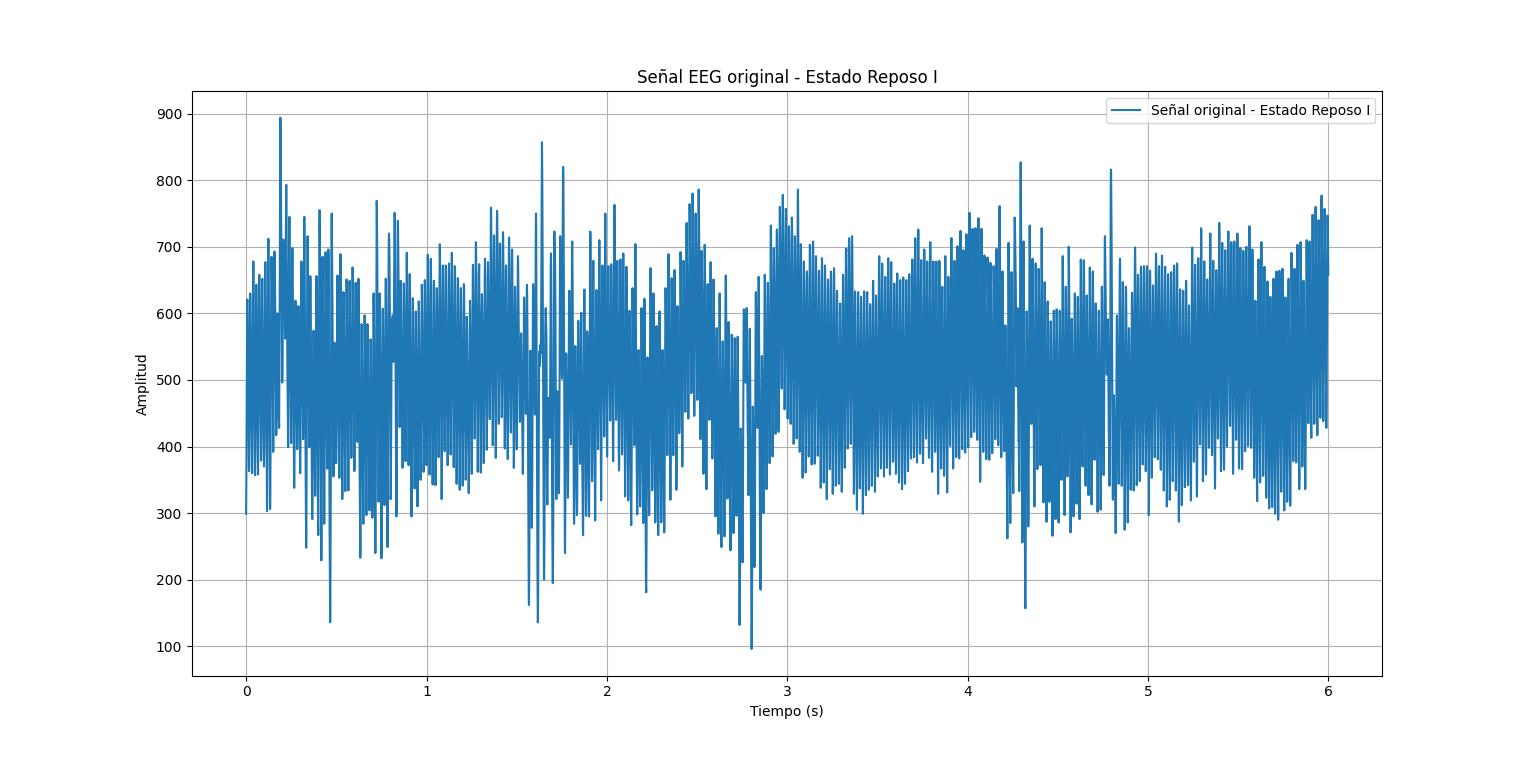 Señal EEG original - Estado Reposo I
Señal original - Estado Reposo I
Amplitud
900
800
700
600
500
400
300
200
100
0 1 2 3 4 5 6
Tiempo (s)